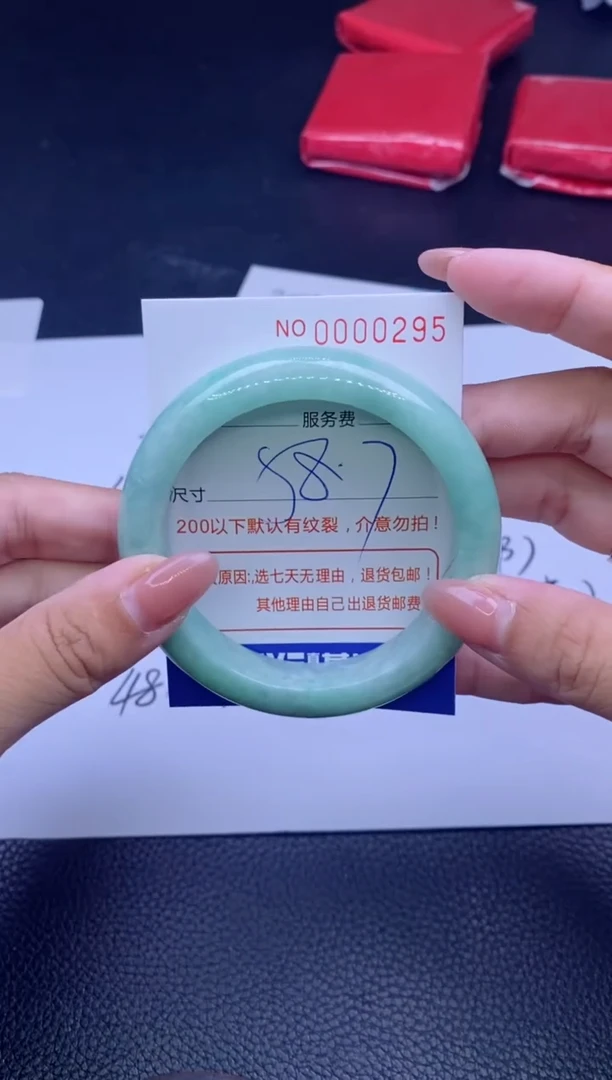 NO 0000295
服务费
尺寸 58.7
200以下默认有纹裂，介意勿拍！
原因:,选七天无理由，退货包邮！
其他理由自己出退货邮费
48